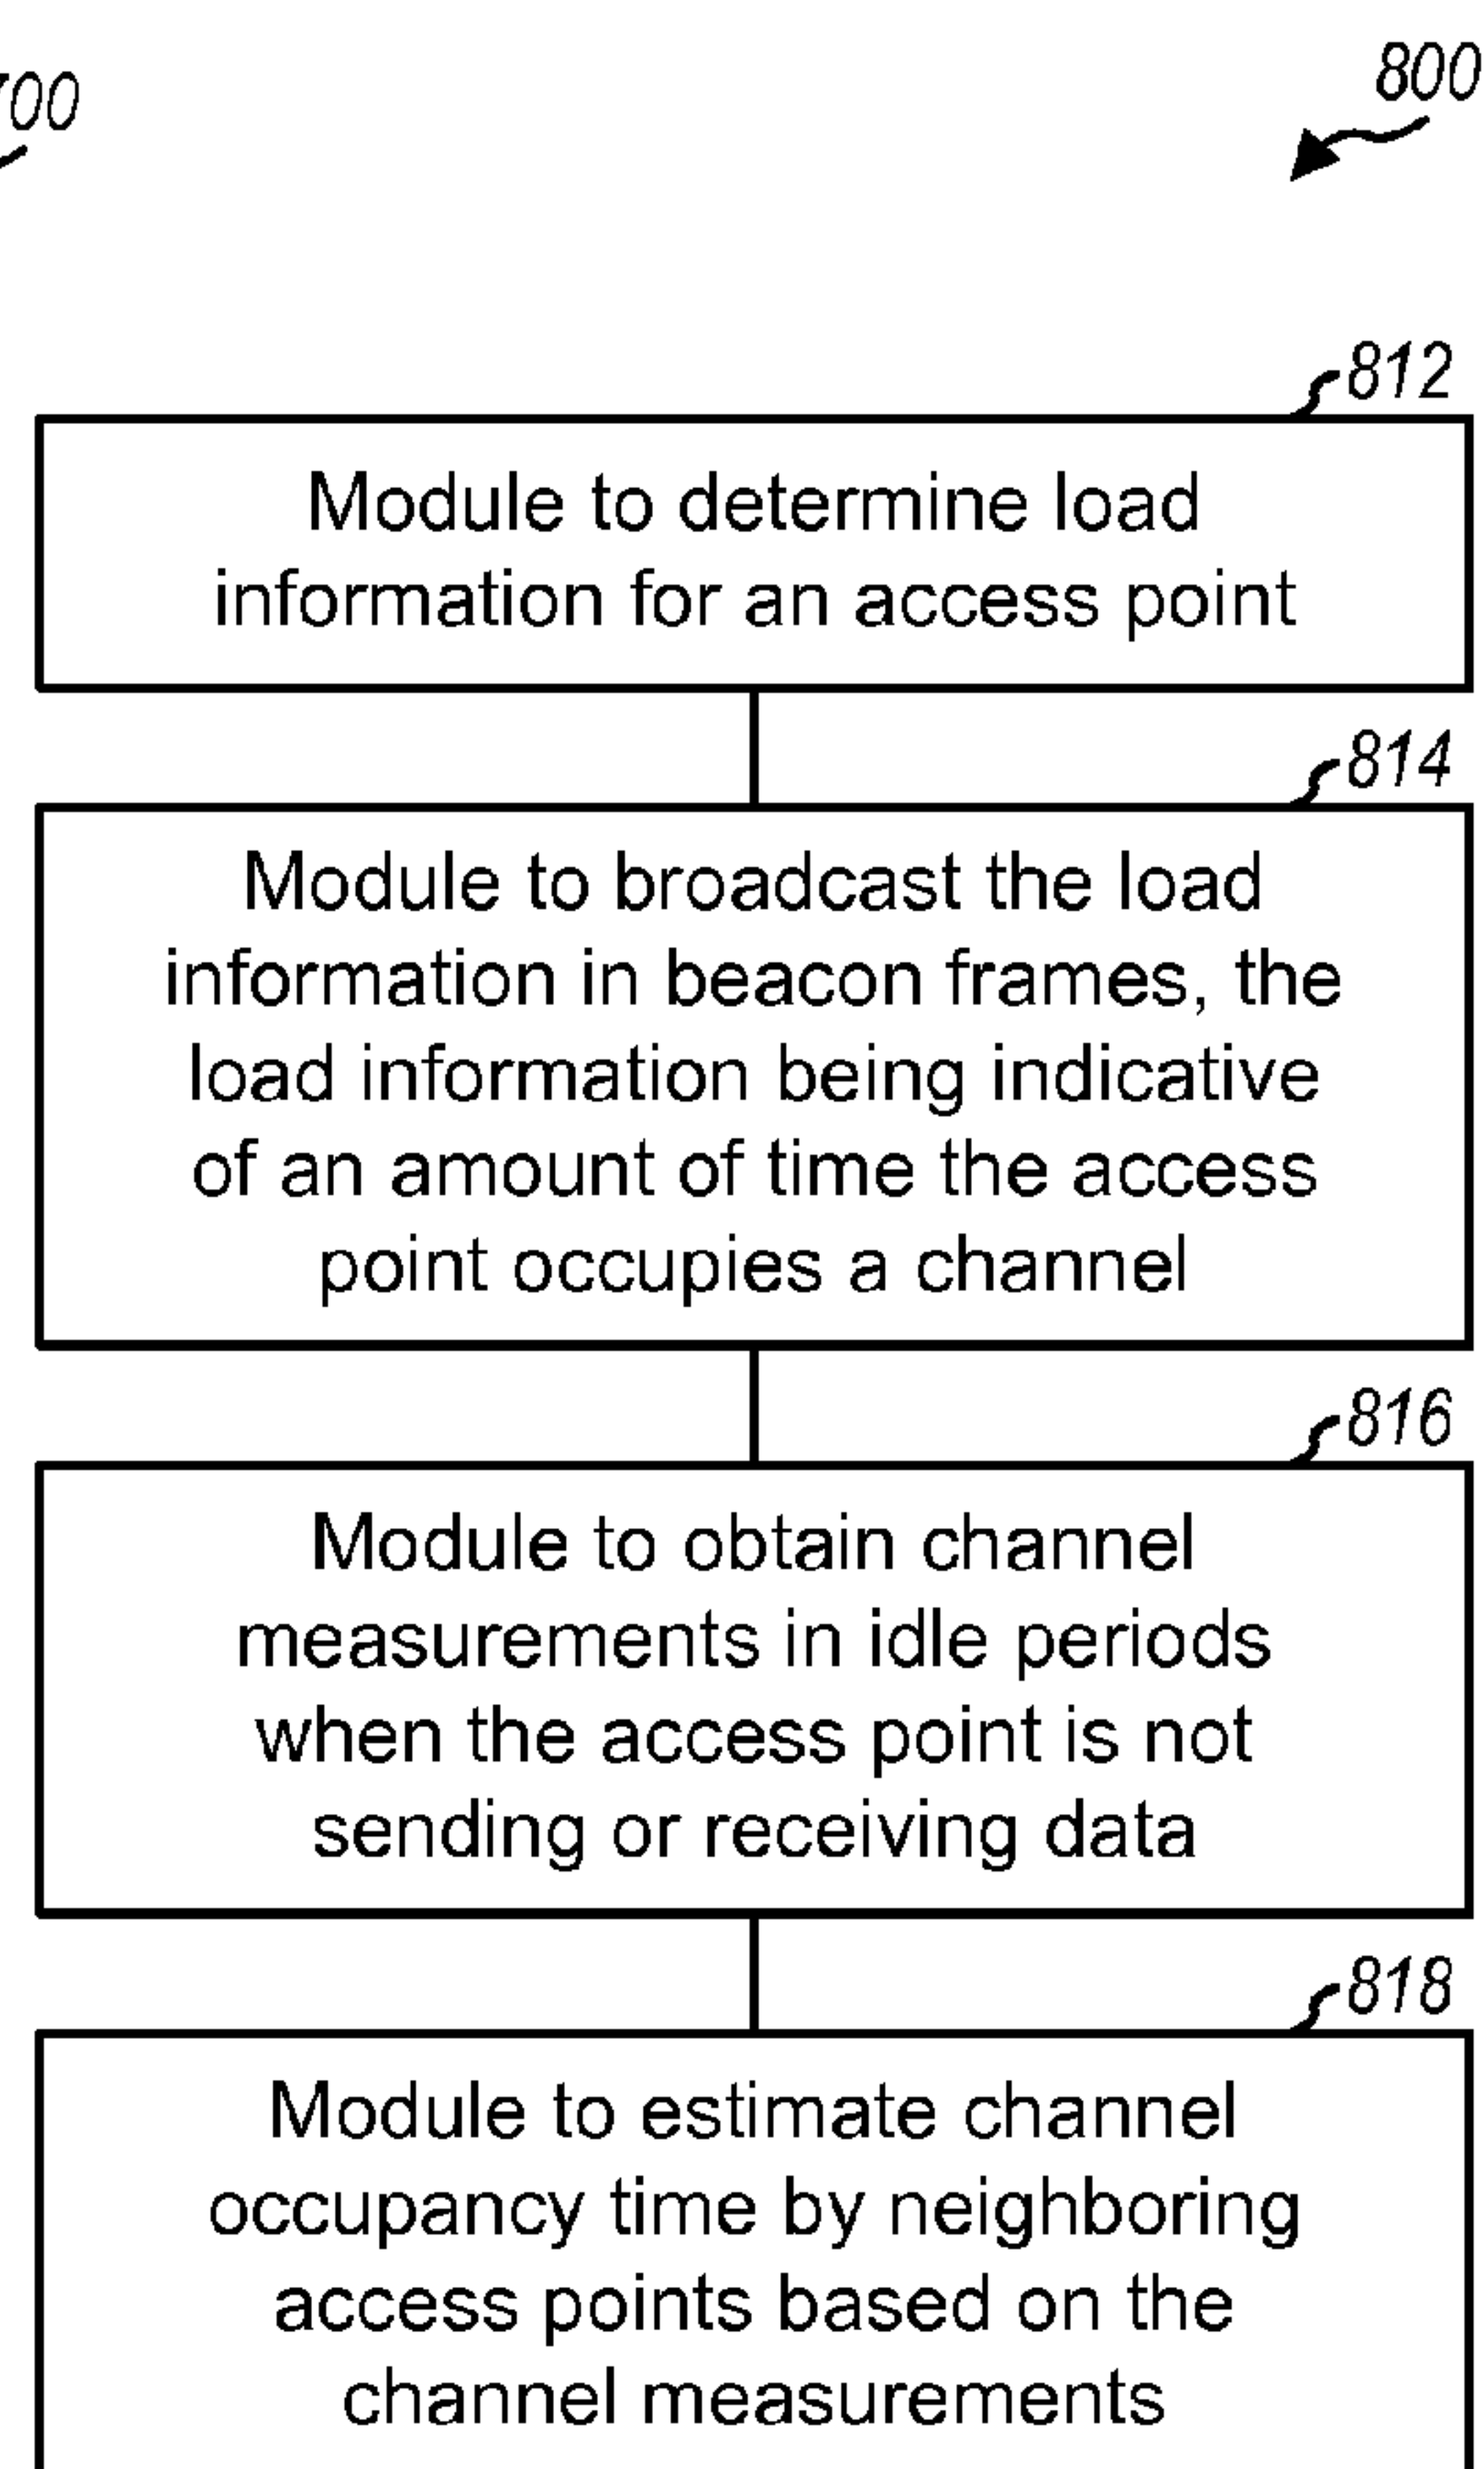 800
812
Module to determine load
information for an access point
814
Module to broadcast the load
information in beacon frames, the
load information being indicative
of an amount of time the access
point occupies a channel
816
Module to obtain channel
measurements in idle periods
when the access point is not
sending or receiving data
818
Module to estimate channel
occupancy time by neighboring
access points based on the
channel measurements